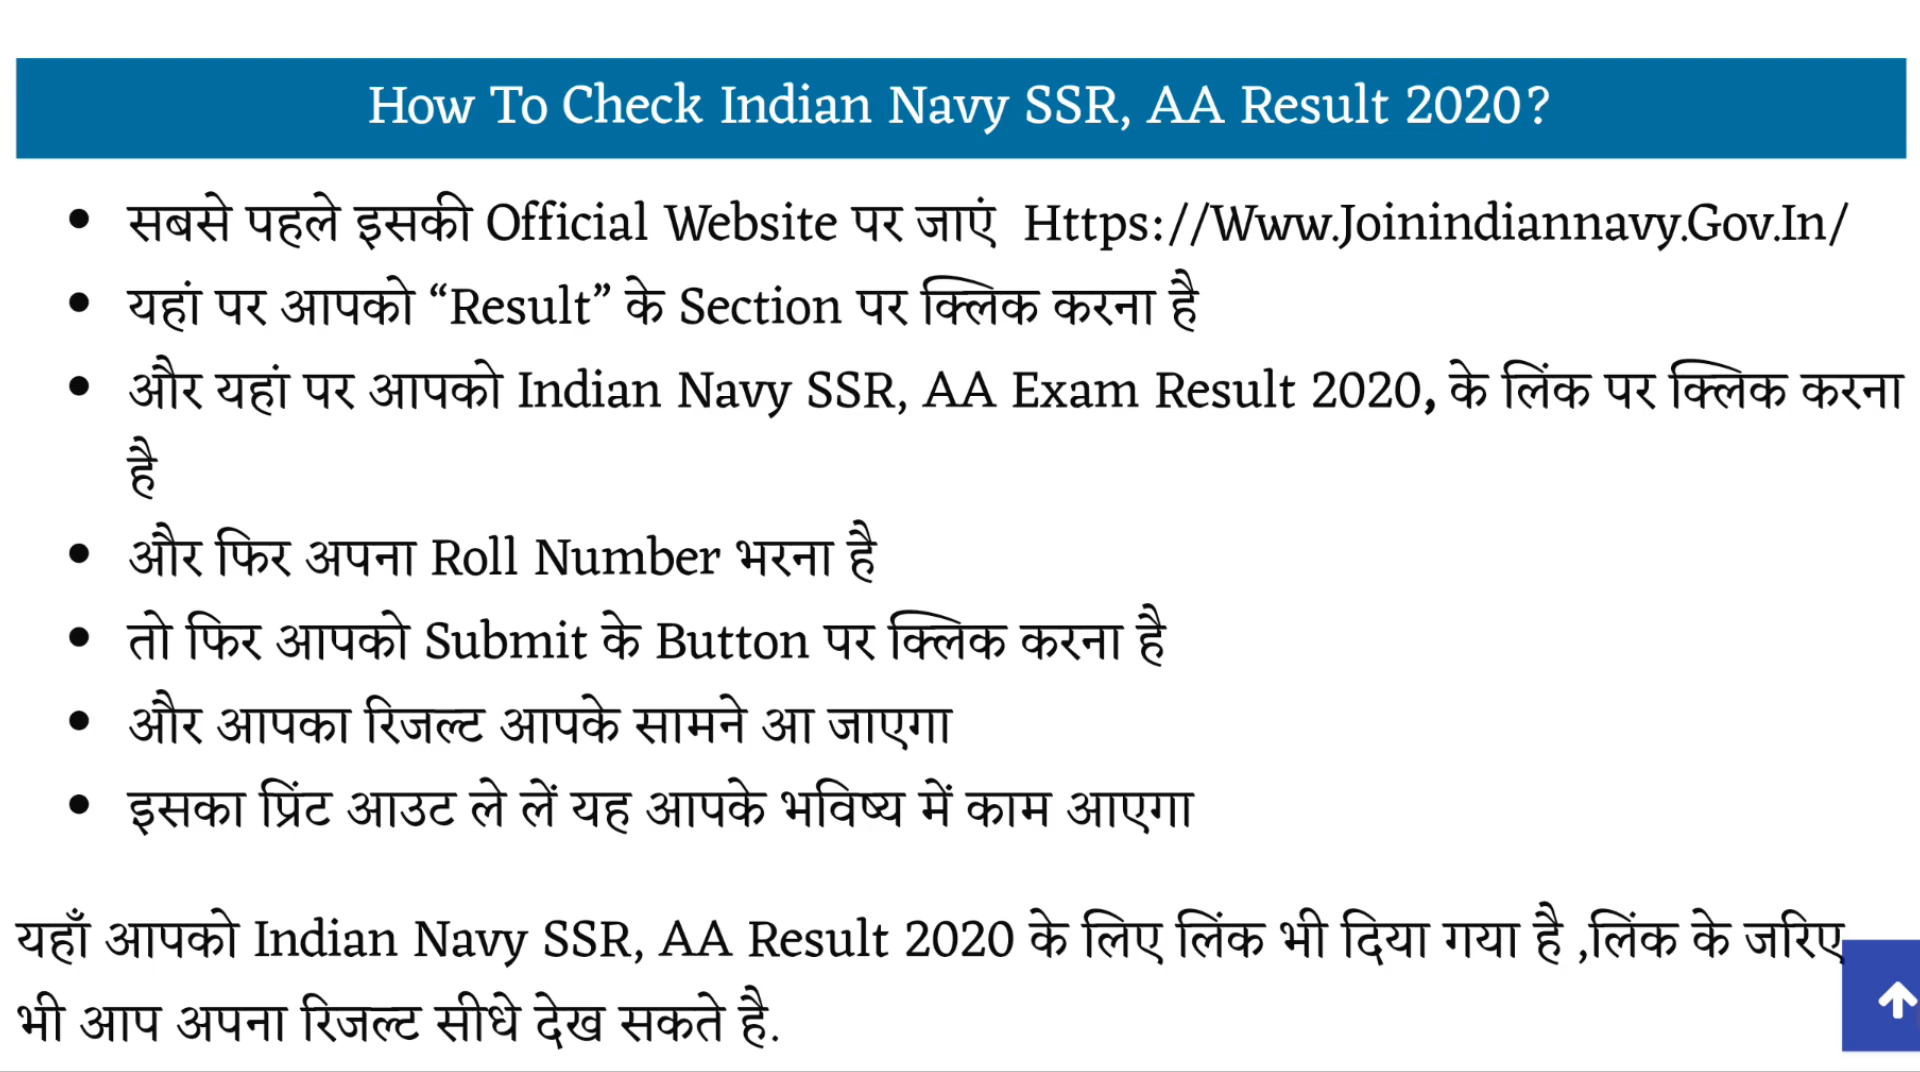 How To Check Indian Navy SSR, AA Result 2020?
• सबसे पहले इसकी Official Website पर जाएं Https://Www.Joinindiannavy.Gov.In/
• यहां पर आपको “Result” के Section पर क्लिक करना है
• और यहां पर आपको Indian Navy SSR, AA Exam Result 2020, के लिंक पर क्लिक करना
है
• और फिर अपना Roll Number भरना है
• तो फिर आपको Submit के Button पर क्लिक करना है
• और आपका रिजल्ट आपके सामने आ जाएगा
• इसका प्रिंट आउट ले लें यह आपके भविष्य में काम आएगा
यहाँ आपको Indian Navy SSR, AA Result 2020 के लिए लिंक भी दिया गया है ,लिंक के जरिए
भी आप अपना रिजल्ट सीधे देख सकते है.